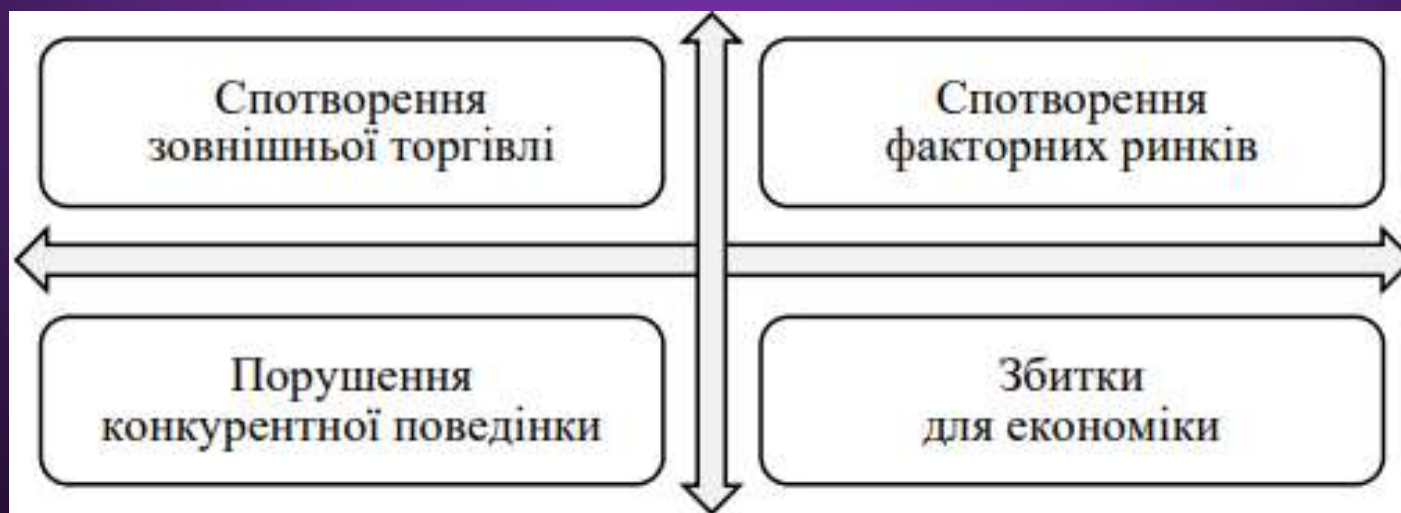 Спотворення
зовнішньої торгівлі
Спотворення
факторних ринків
Порушення
конкурентної поведінки
Збитки
для економіки